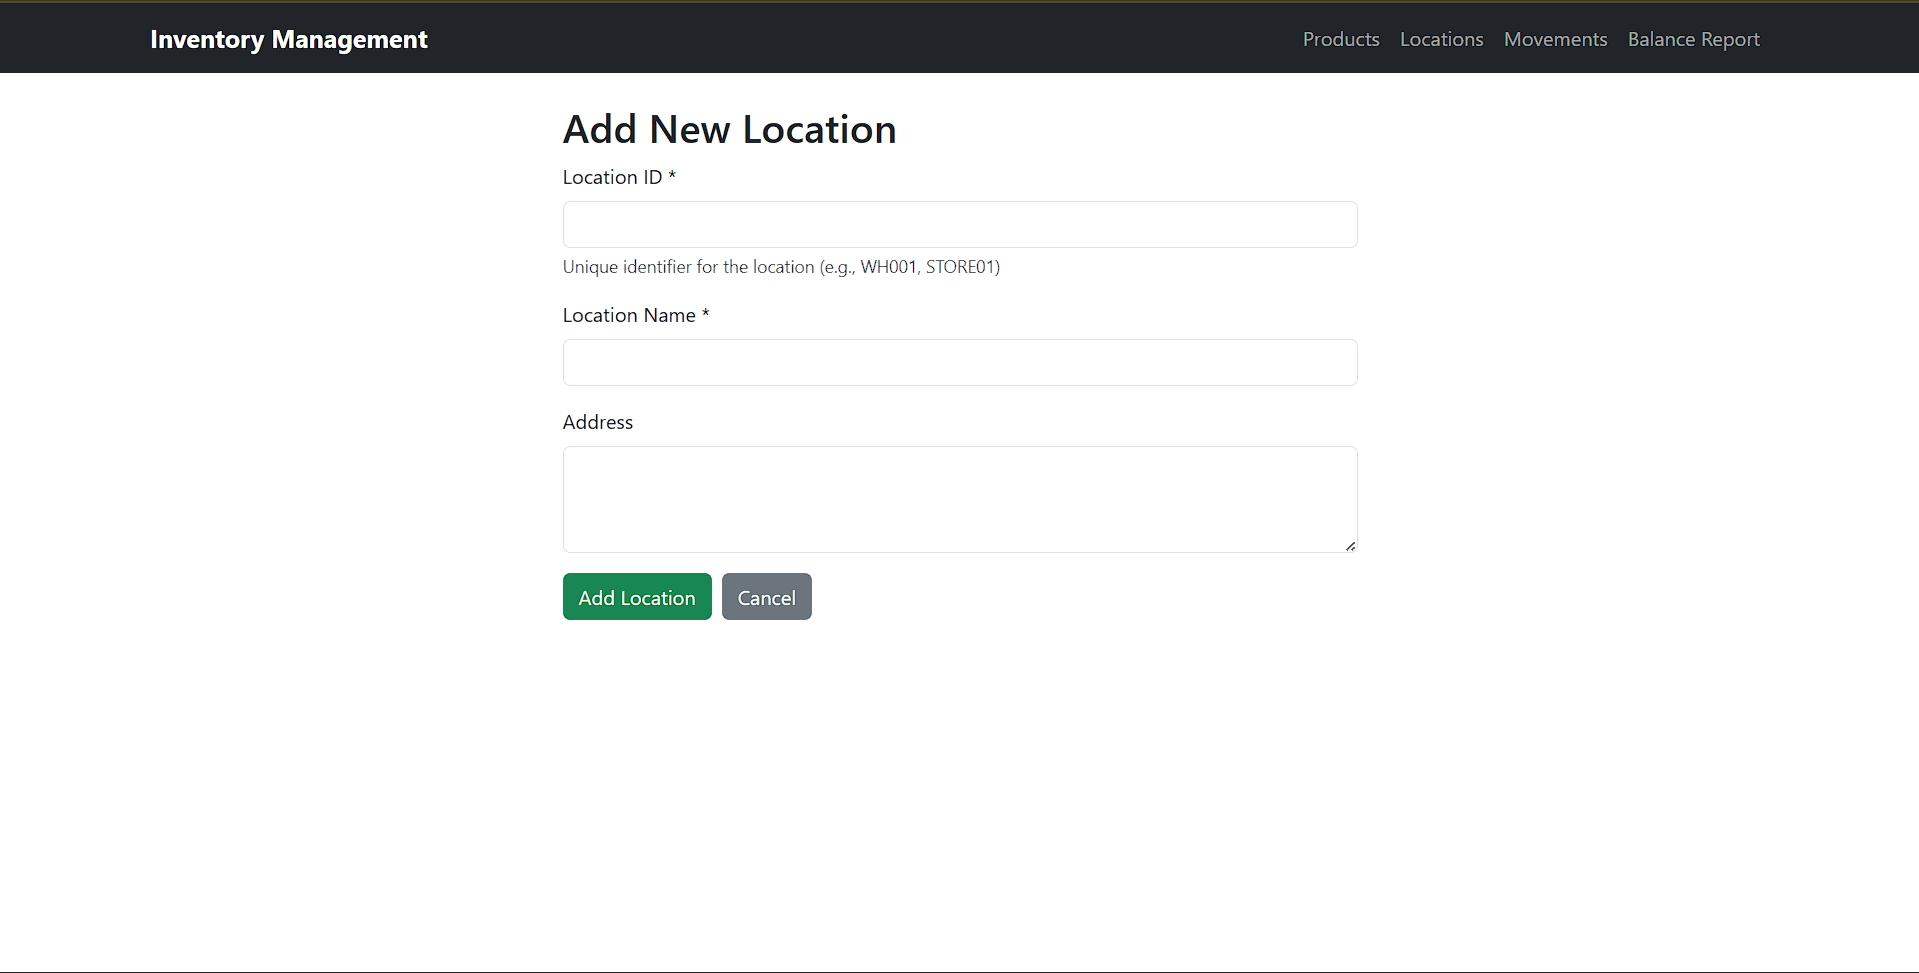 Inventory Management
Products Locations Movements Balance Report
Add New Location
Location ID *
Unique identifier for the location (e.g., WH001, STORE01)
Location Name *
Address
Add Location Cancel